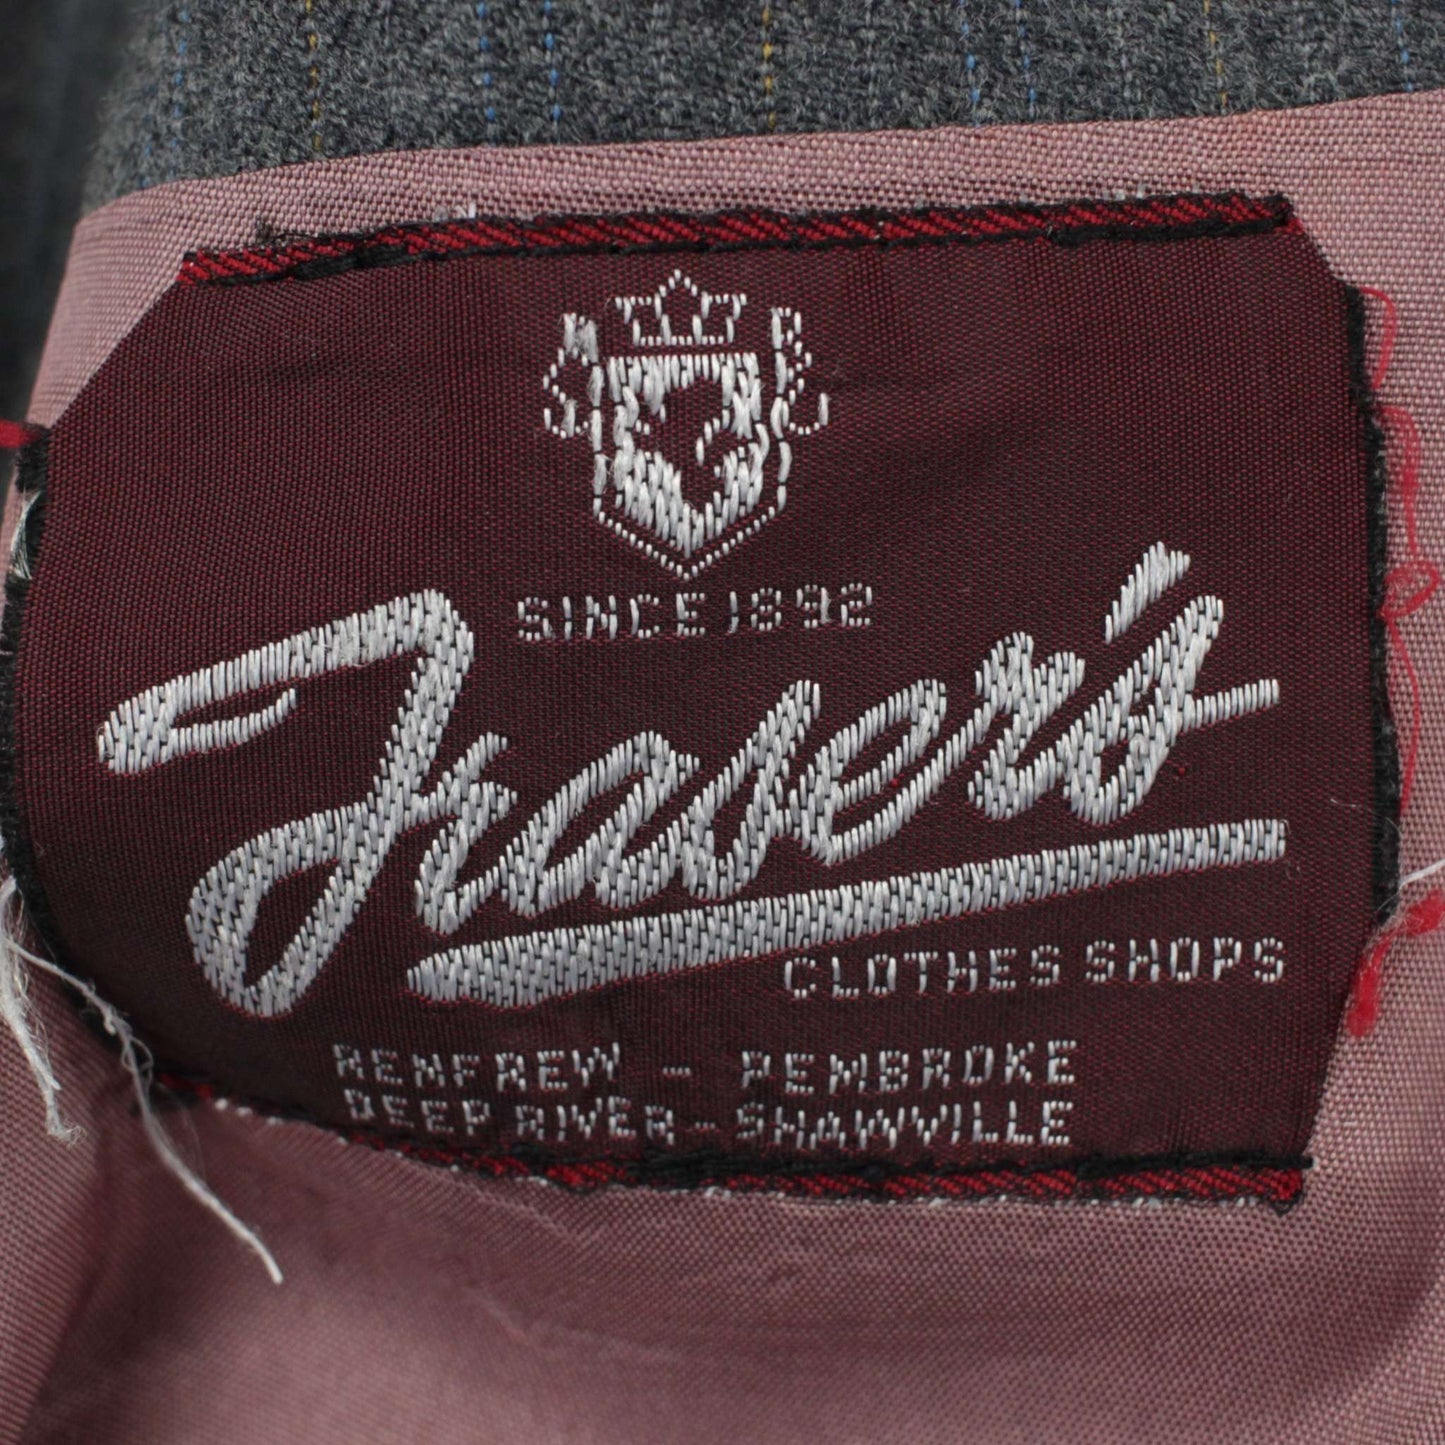 SINCE 1892
Fraser's
CLOTHES SHOPS
RENFREW - PEMBROKE
DEEP RIVER - SHAWVILLE